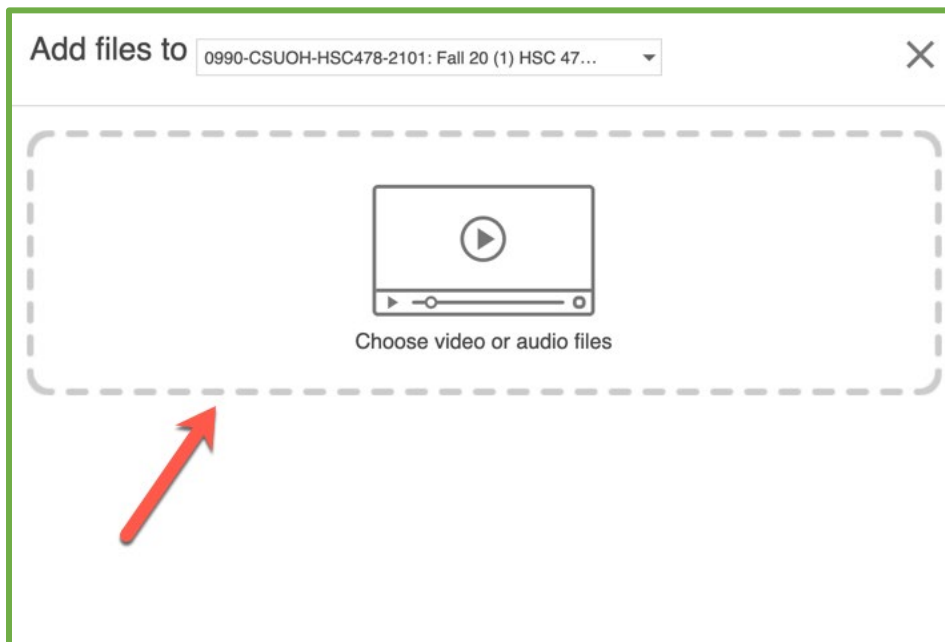 Add files to 0990-CSUOH-HSC478-2101: Fall 20 (1) HSC 47...
Choose video or audio files